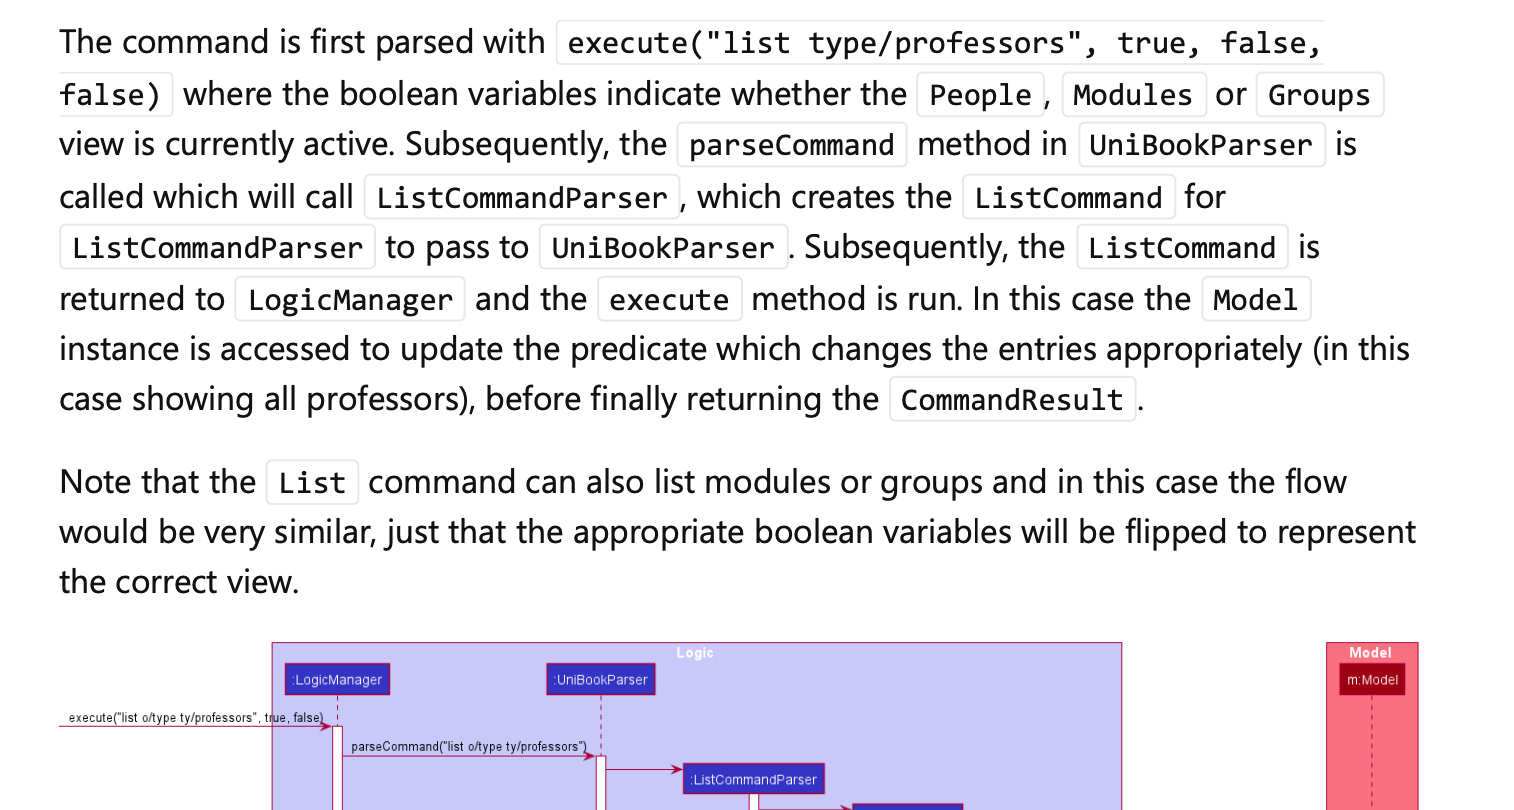 The command is first parsed with execute("list type/professors", true, false,
false) where the boolean variables indicate whether the People, Modules or Groups
view is currently active. Subsequently, the parseCommand method in UniBookParser is
called which will call ListCommandParser, which creates the ListCommand for
ListCommandParser to pass to UniBookParser. Subsequently, the ListCommand is
returned to LogicManager and the execute method is run. In this case the Model
instance is accessed to update the predicate which changes the entries appropriately (in this
case showing all professors), before finally returning the CommandResult.
Note that the List command can also list modules or groups and in this case the flow
would be very similar, just that the appropriate boolean variables will be flipped to represent
the correct view.
Logic
Model
:LogicManager
:UniBookParser
m:Model
execute("list o/type ty/professors", true, false)
parseCommand("list o/type ty/professors")
:ListCommandParser